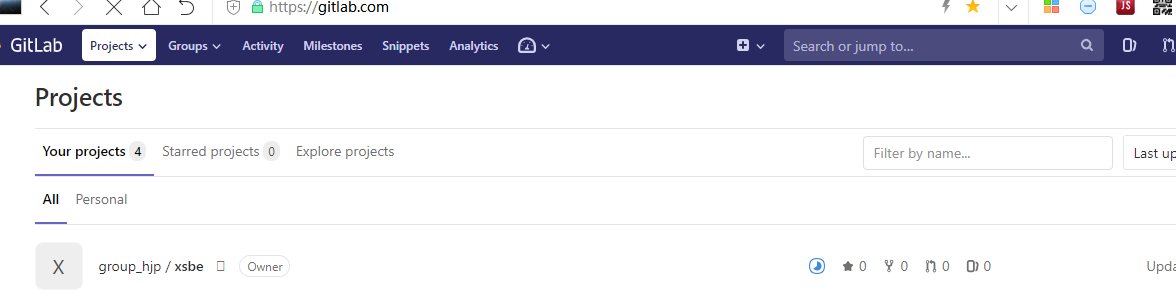 https://gitlab.com
JS
GitLab Projects Groups Activity Milestones Snippets Analytics Search or jump to...
Projects
Your projects 4 Starred projects 0 Explore projects Filter by name... Last up
All Personal
X group_hjp / xsbe Owner 0 0 0 0 Upda